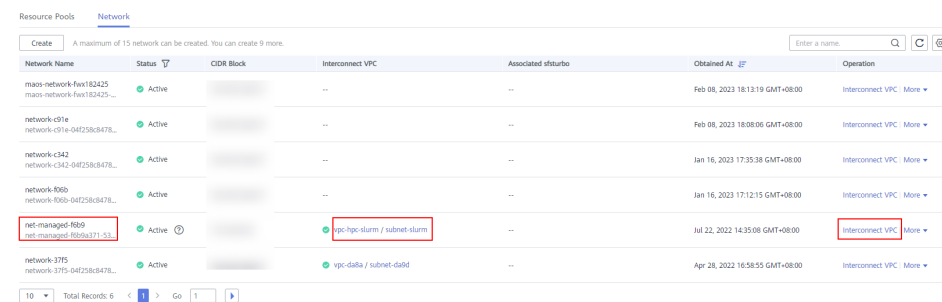 Resource Pools Network
Create A maximum of 15 network can be created. You can create 9 more. Enter a name.
Network Name Status CIDR Block Interconnect VPC Associated sfsturbo Obtained At Operation
maos-network-fwx182425 Active -- -- Feb 08, 2023 18:13:19 GMT+08:00 Interconnect VPC More
maos-network-fwx182425-...
network-c91e Active -- -- Feb 08, 2023 18:08:06 GMT+08:00 Interconnect VPC More
network-c91e-04f258c8478...
network-c342 Active -- -- Jan 16, 2023 17:35:38 GMT+08:00 Interconnect VPC More
network-c342-04f258c8478...
network-f06b Active -- -- Jan 16, 2023 17:12:15 GMT+08:00 Interconnect VPC More
network-f06b-04f258c8478...
net-managed-f6b9 Active vpc-hpc-slurm / subnet-slurm -- Jul 22, 2022 14:35:08 GMT+08:00 Interconnect VPC More
net-managed-f6b9a371-53...
network-37f5 Active vpc-da8a / subnet-da9d -- Apr 28, 2022 16:58:55 GMT+08:00 Interconnect VPC More
network-37f5-04f258c8478...
10 Total Records: 6 < 1 > Go 1